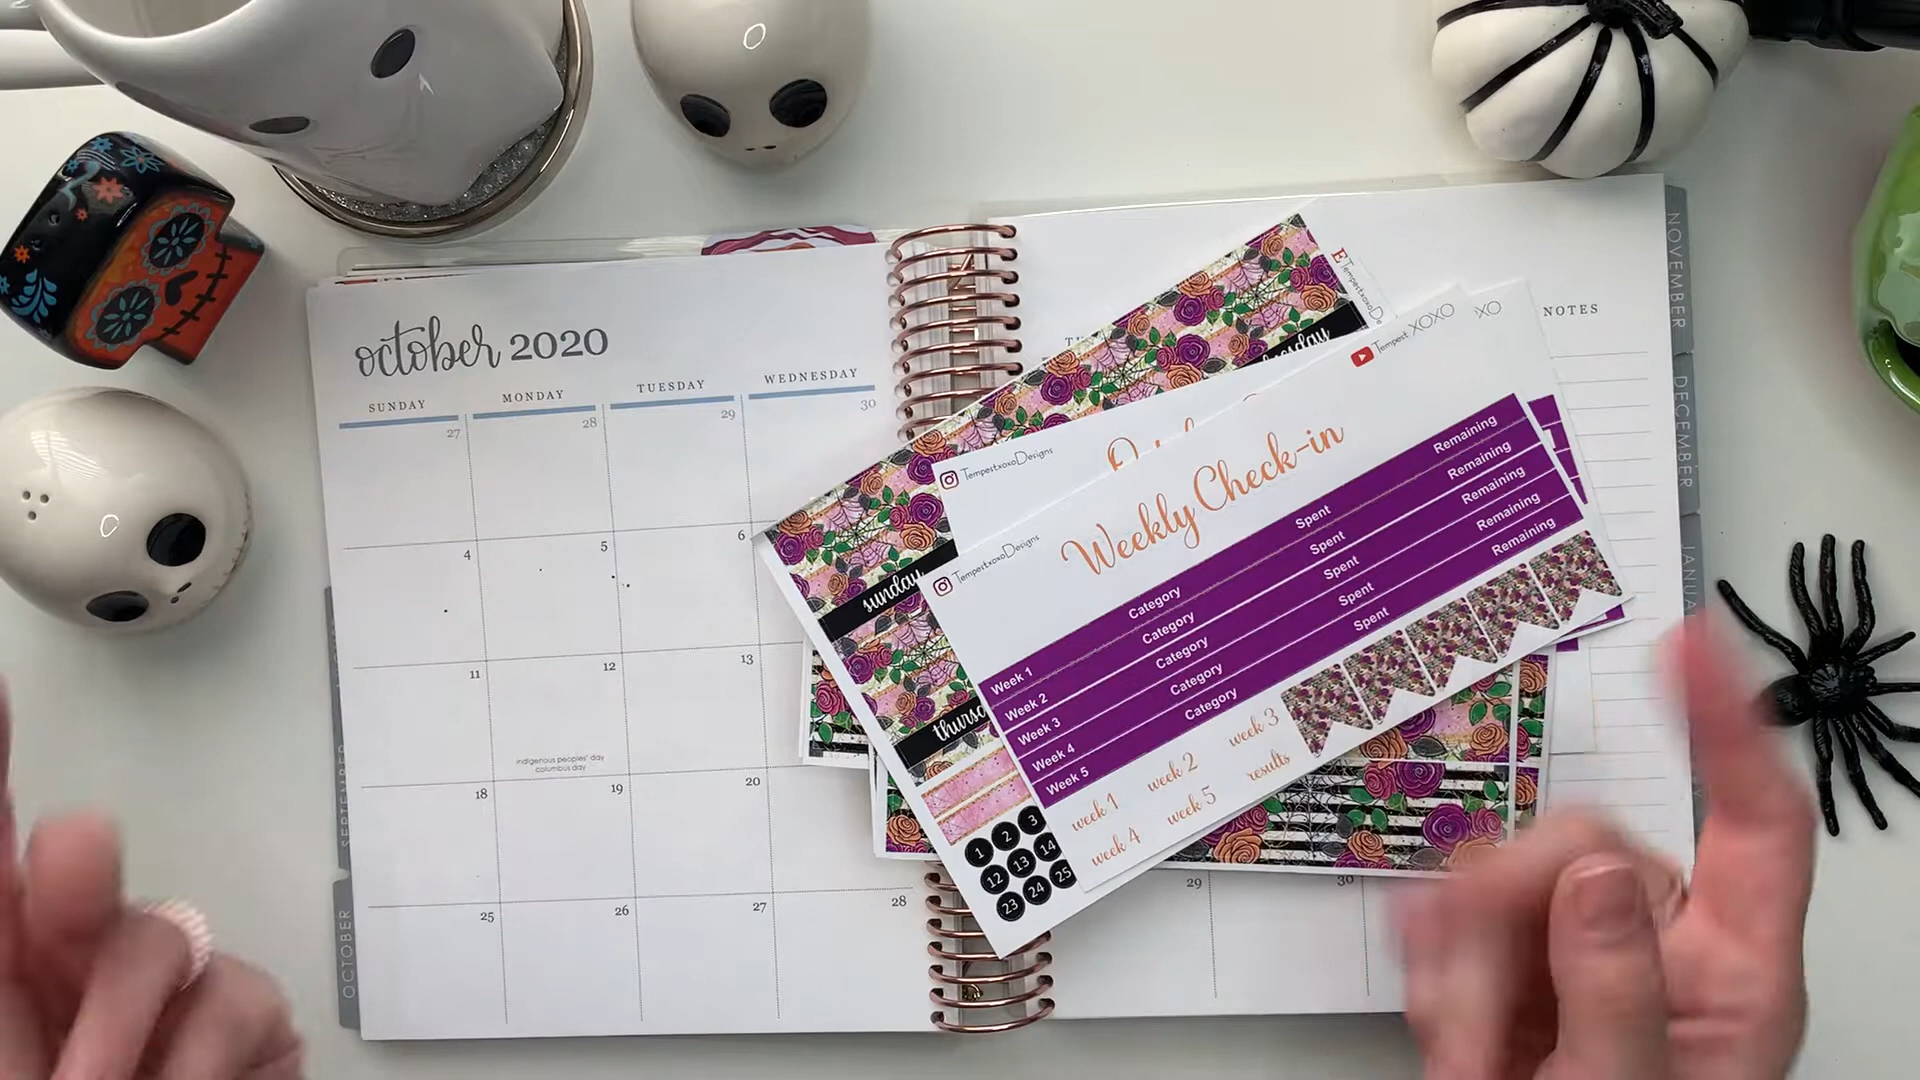 october 2020
SUNDAY
MONDAY
TUESDAY
WEDNESDAY
27
28
29
30
4
5
6
11
12
13
indigenous peoples' day
columbus day
18
19
20
25
26
27
28
29
30
NOTES
NOVEMBER
DECEMBER
SEPTEMBER
OCTOBER
sunday
1 2 3
12 13 14
23 24 25
TempestxoxoDesigns
TempestxoxoDesigns
Tempest XOXO
Weekly Check-in
Week 1 Category Spent Remaining
Week 2 Category Spent Remaining
Week 3 Category Spent Remaining
Week 4 Category Spent Remaining
Week 5 Category Spent Remaining
week 1 week 2 week 3
week 4 week 5 results